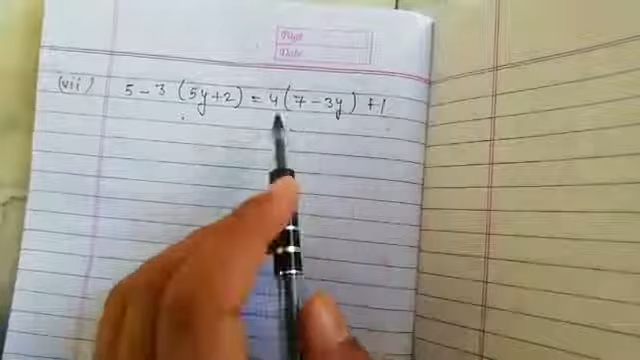 Page
Date
(vii) 5 - 3 (5y+2) = 4 (7 - 3y) + 1